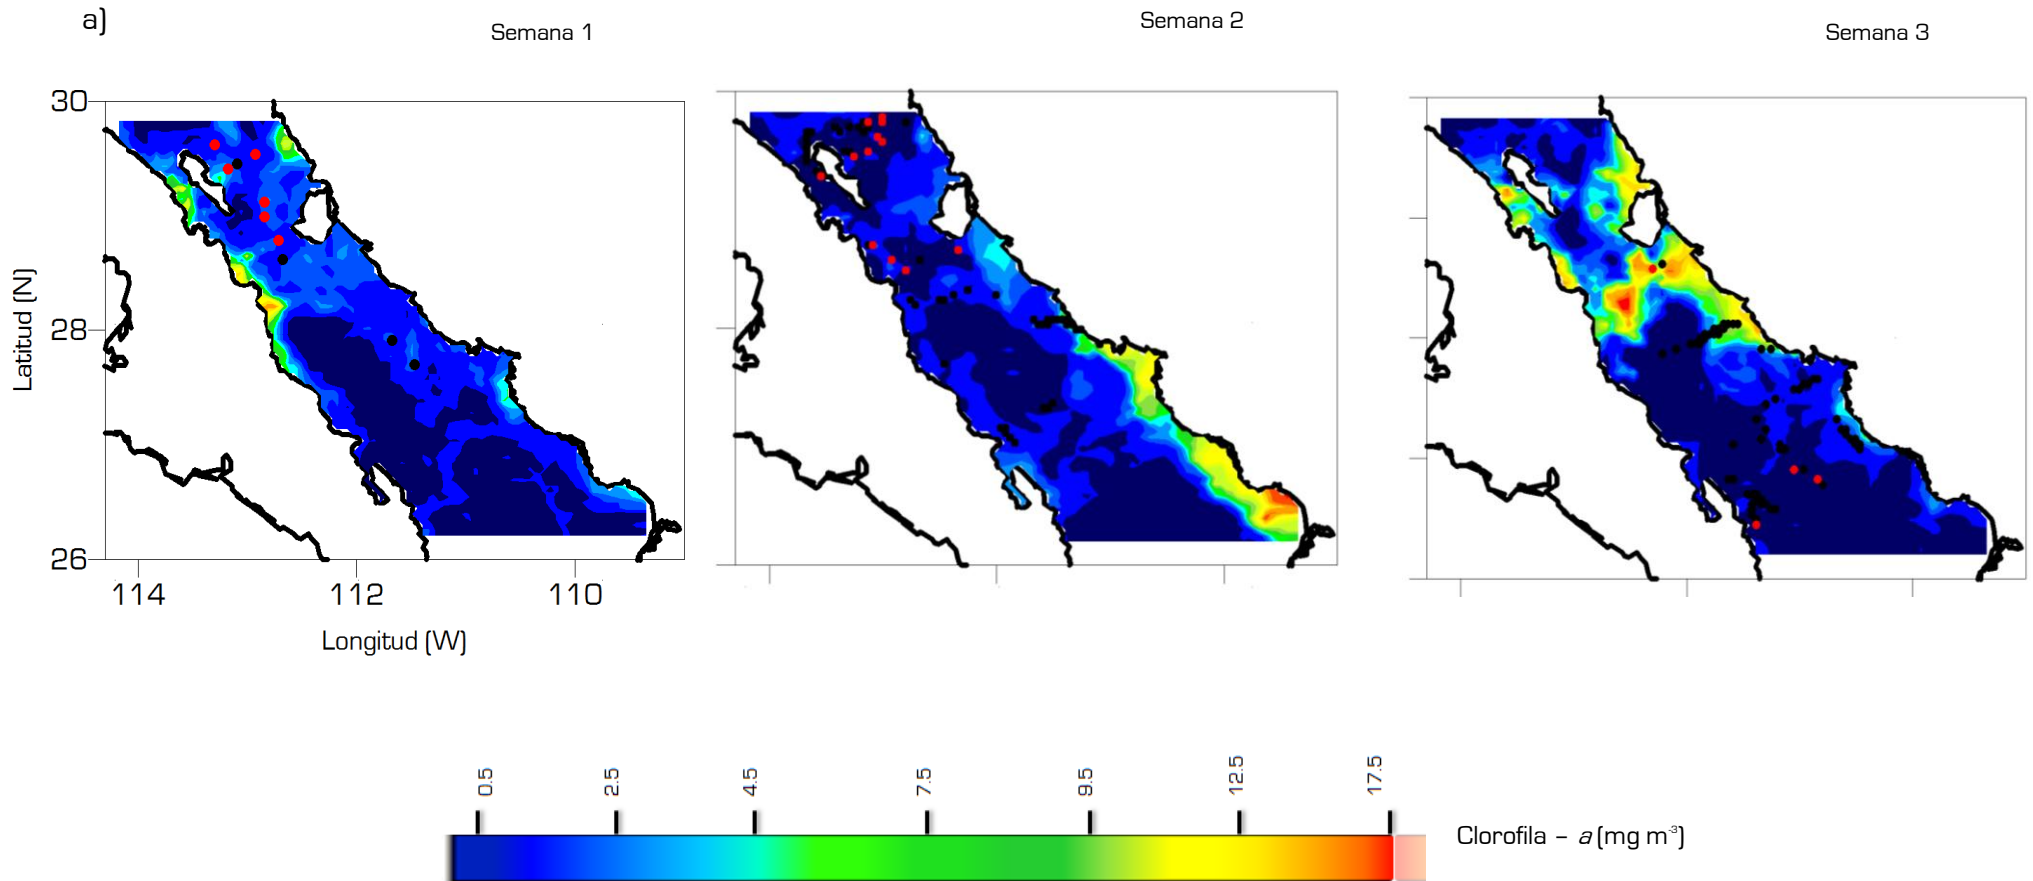 a)
Semana 1
Semana 2
Semana 3
30
28
26
Latitud (N)
114
112
110
Longitud (W)
0.5
2.5
4.5
7.5
9.5
12.5
17.5
Clorofila – a (mg m-3)